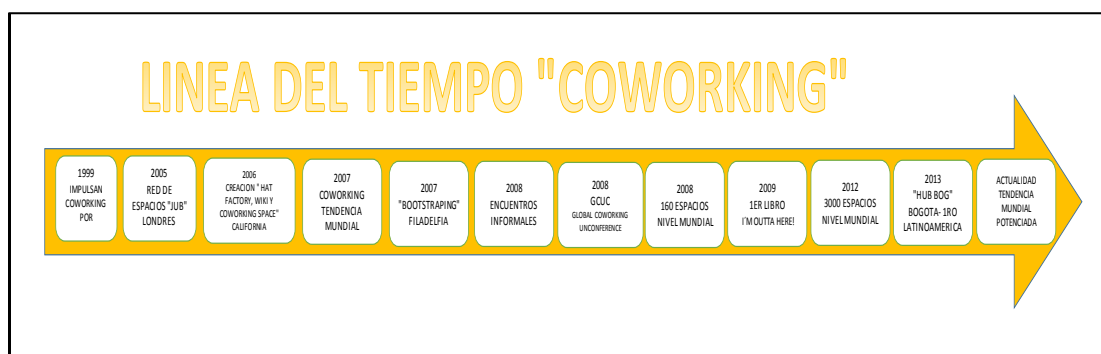 LINEA DEL TIEMPO "COWORKING"
1999
IMPULSAN
COWORKING
POR
2005
RED DE
ESPACIOS "JUB"
LONDRES
2006
CREACION " HAT
FACTORY, WIKI Y
COWORKING SPACE"
CALIFORNIA
2007
COWORKING
TENDENCIA
MUNDIAL
2007
"BOOTSTRAPING"
FILADELFIA
2008
ENCUENTROS
INFORMALES
2008
GCUC
GLOBAL COWORKING
UNCONFERENCE
2008
160 ESPACIOS
NIVEL MUNDIAL
2009
1ER LIBRO
I´M OUTTA HERE!
2012
3000 ESPACIOS
NIVEL MUNDIAL
2013
"HUB BOG"
BOGOTA- 1RO
LATINOAMERICA
ACTUALIDAD
TENDENCIA
MUNDIAL
POTENCIADA